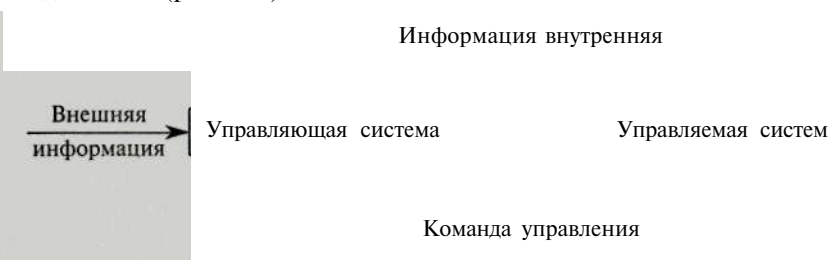 Информация внутренняя
Внешняя
информация
Управляющая система
Управляемая систем
Команда управления